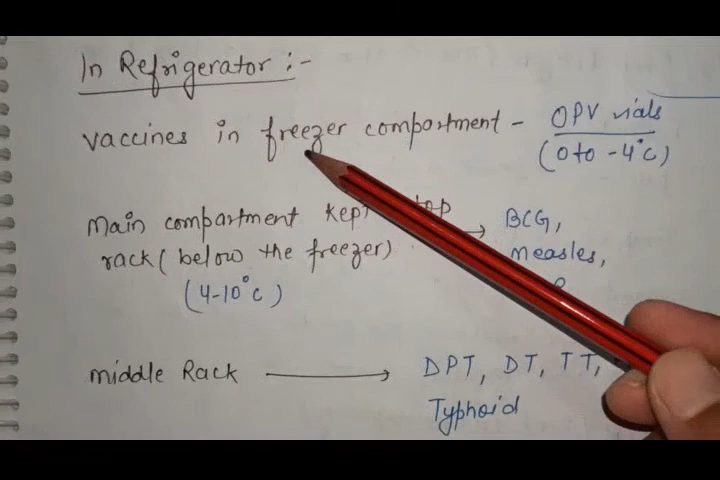 In Refrigerator :-
vaccines in freezer compartment - OPV vials
(0 to -4°C)
Main compartment kept top
rack (below the freezer) → BCG,
measles,
(4-10°C)
middle Rack → DPT, DT, TT,
Typhoid